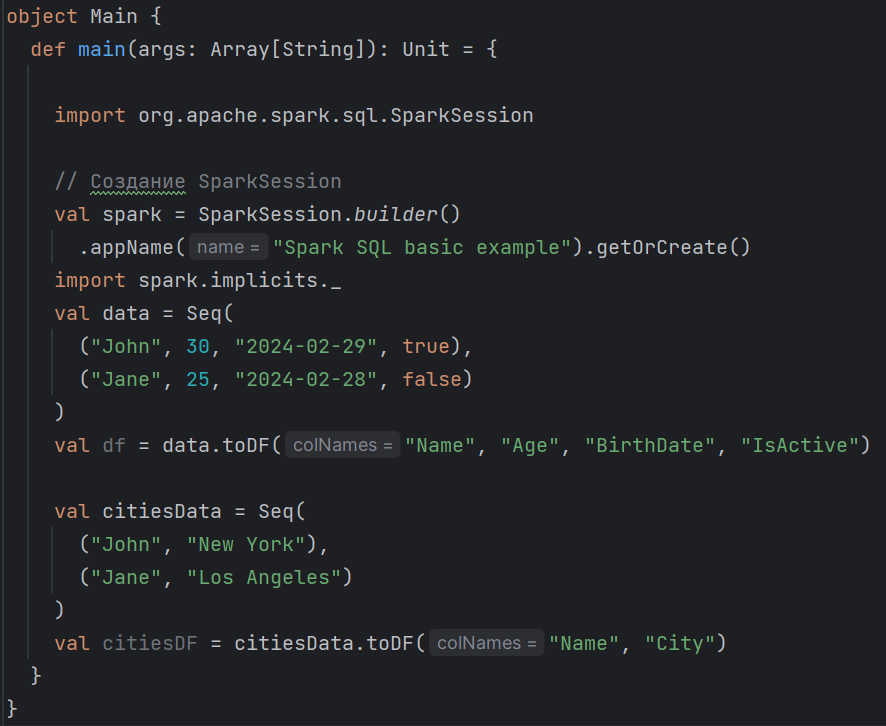 object Main {
  def main(args: Array[String]): Unit = {

    import org.apache.spark.sql.SparkSession

    // Создание SparkSession
    val spark = SparkSession.builder()
      .appName( name = "Spark SQL basic example").getOrCreate()
    import spark.implicits._
    val data = Seq(
      ("John", 30, "2024-02-29", true),
      ("Jane", 25, "2024-02-28", false)
    )
    val df = data.toDF( colNames = "Name", "Age", "BirthDate", "IsActive")

    val citiesData = Seq(
      ("John", "New York"),
      ("Jane", "Los Angeles")
    )
    val citiesDF = citiesData.toDF( colNames = "Name", "City")
  }
}